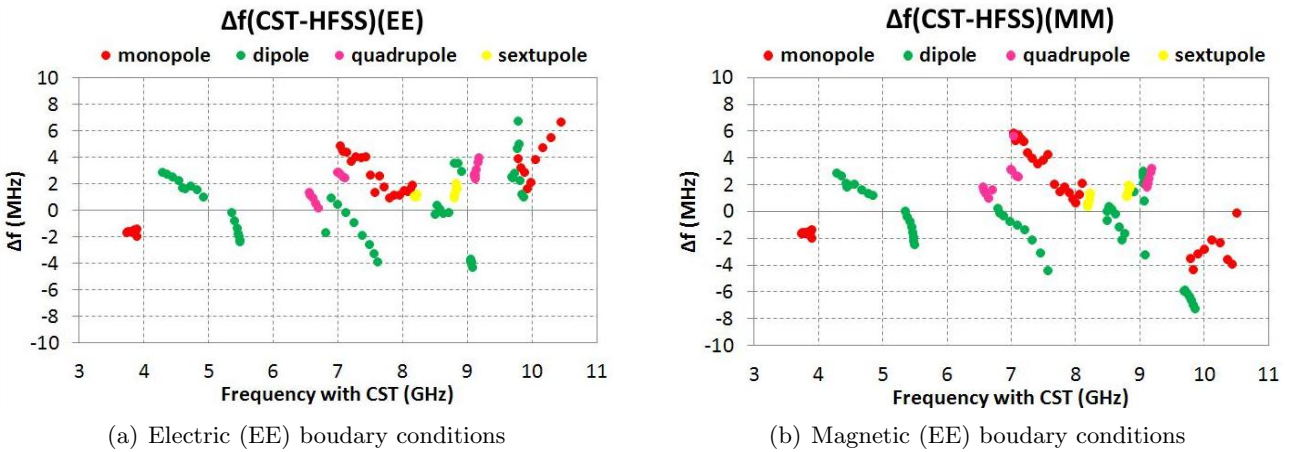 Δf(CST-HFSS)(EE)
monopole dipole quadrupole sextupole
10
8
6
4
2
0
-2
-4
-6
-8
-10
Δf (MHz)
3 4 5 6 7 8 9 10 11
Frequency with CST (GHz)
(a) Electric (EE) boudary conditions
Δf(CST-HFSS)(MM)
monopole dipole quadrupole sextupole
10
8
6
4
2
0
-2
-4
-6
-8
-10
Δf (MHz)
3 4 5 6 7 8 9 10 11
Frequency with CST (GHz)
(b) Magnetic (EE) boudary conditions